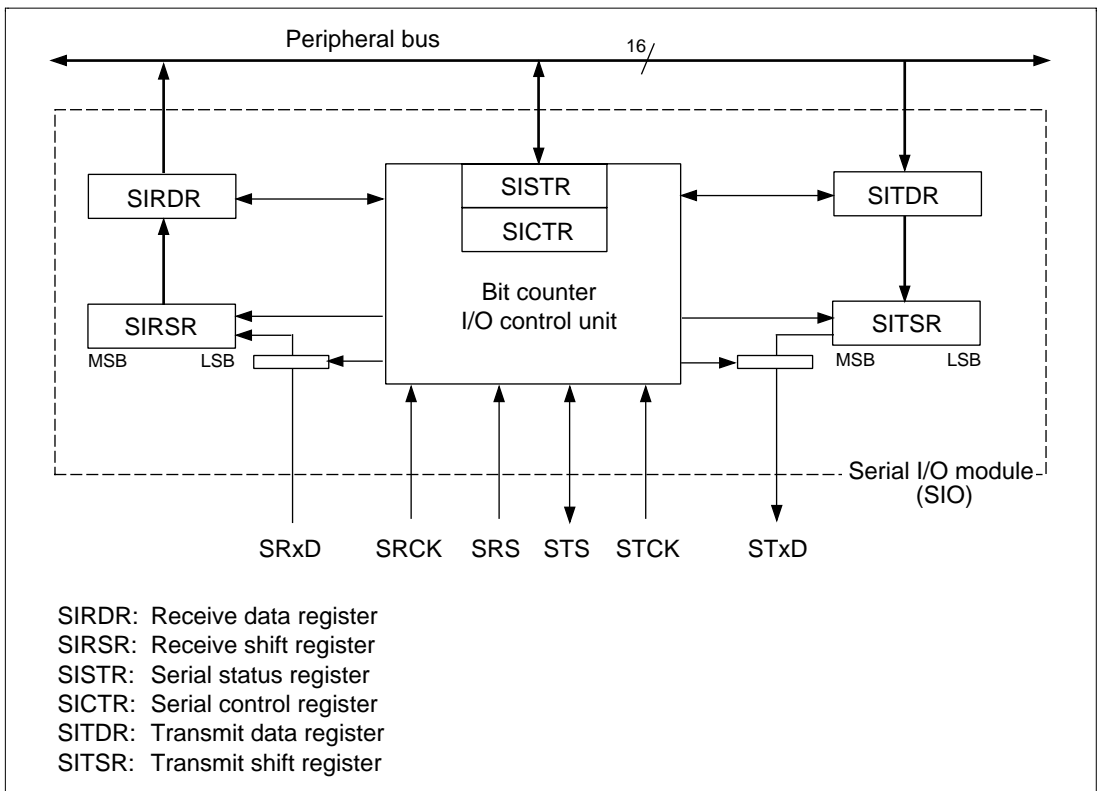 Peripheral bus
16
SIRDR
SISTR
SICTR
SITDR
Bit counter
I/O control unit
SIRSR
MSB LSB
SITSR
MSB LSB
Serial I/O module
(SIO)
SRxD SRCK SRS STS STCK STxD
SIRDR: Receive data register
SIRSR: Receive shift register
SISTR: Serial status register
SICTR: Serial control register
SITDR: Transmit data register
SITSR: Transmit shift register